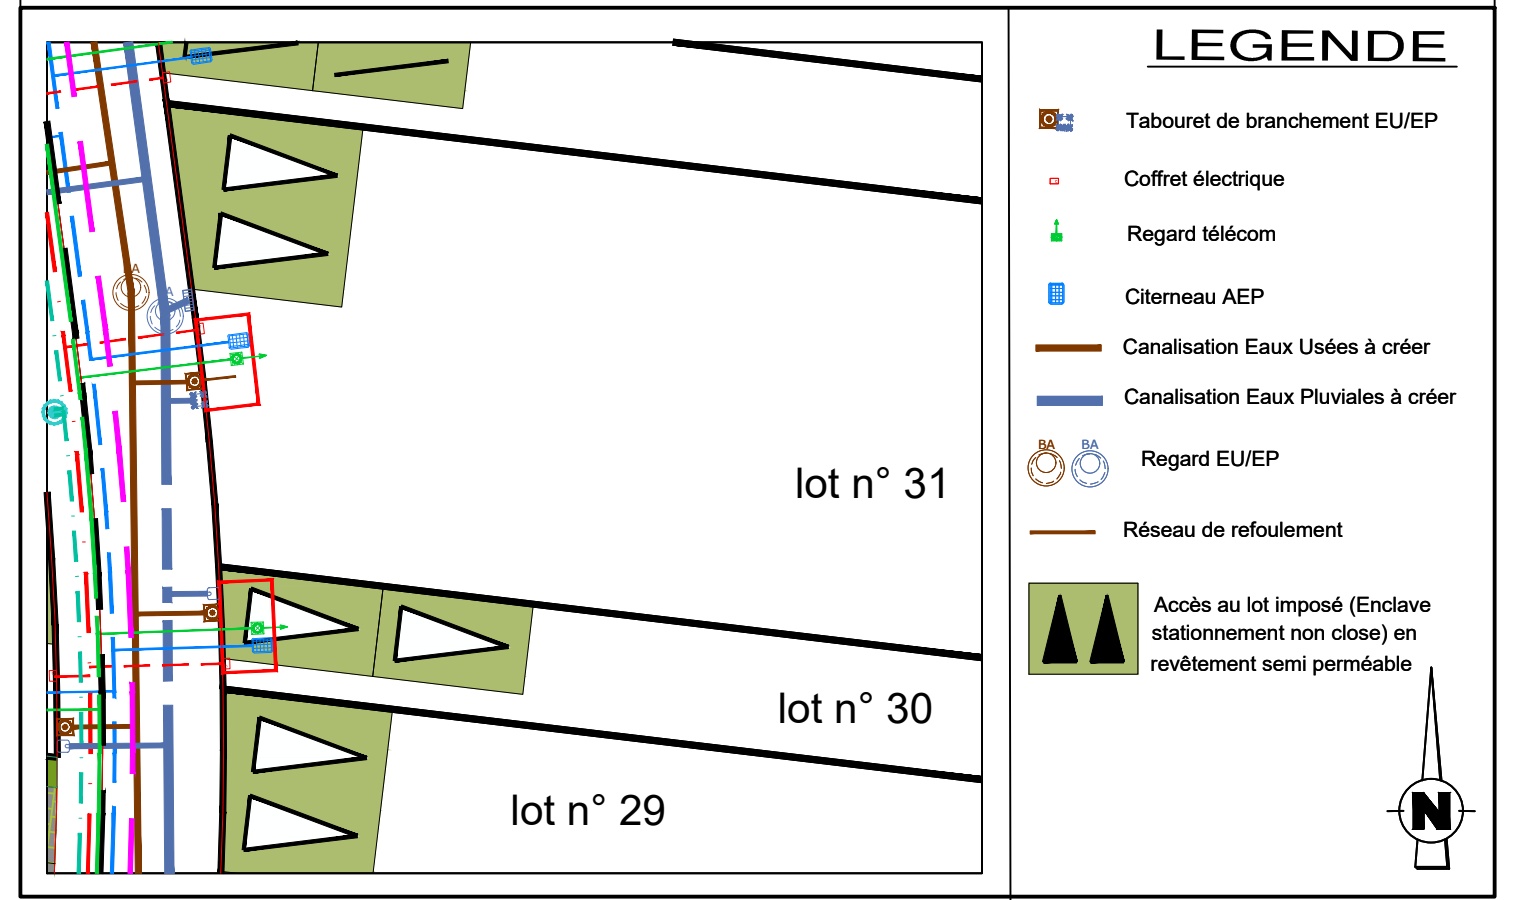 LEGENDE
Tabouret de branchement EU/EP
Coffret électrique
Regard télécom
Citerneau AEP
Canalisation Eaux Usées à créer
Canalisation Eaux Pluviales à créer
BA BA
Regard EU/EP
Réseau de refoulement
Accès au lot imposé (Enclave
stationnement non close) en
revêtement semi perméable
N
A
A
lot n° 31
lot n° 30
lot n° 29